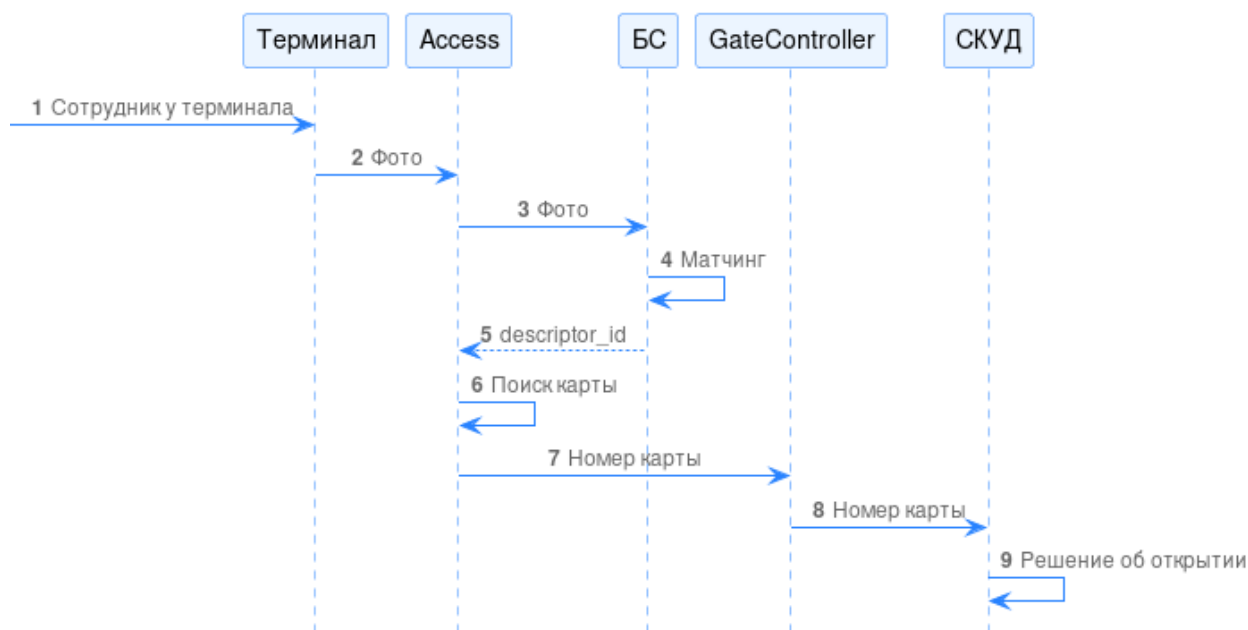 Терминал
Access
БС
GateController
СКУД
1 Сотрудник у терминала
2 Фото
3 Фото
4 Матчинг
5 descriptor_id
6 Поиск карты
7 Номер карты
8 Номер карты
9 Решение об открытии